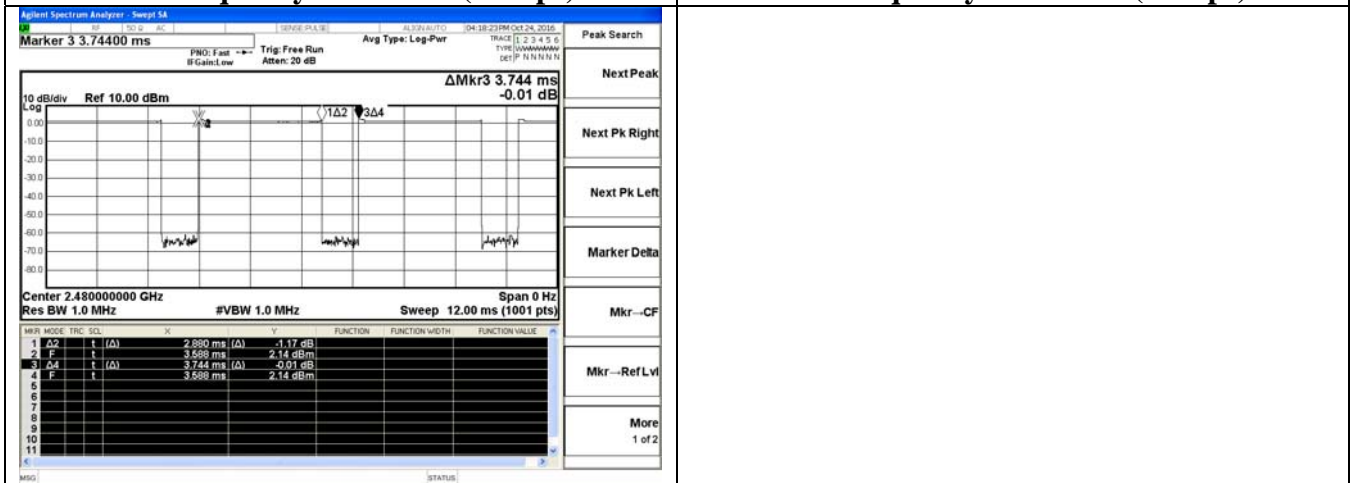 Agilent Spectrum Analyzer - Swept SA
RF 50 Ω AC SENSE:PULSE ALIGN AUTO 04:18:23 PM Oct 24, 2016
Marker 3 3.74400 ms
PNO: Fast
IFGain:Low
Trig: Free Run
Atten: 20 dB
Avg Type: Log-Pwr
TRACE 1 2 3 4 5 6
TYPE
DET P N N N N N
Peak Search
ΔMkr3 3.744 ms
-0.01 dB
10 dB/div Ref 10.00 dBm
Log
1Δ2 3Δ4
0.00
-10.0
-20.0
-30.0
-40.0
-50.0
-60.0
-70.0
-80.0
Center 2.480000000 GHz Span 0 Hz
Res BW 1.0 MHz #VBW 1.0 MHz Sweep 12.00 ms (1001 pts)
MKR MODE TRC SCL X Y FUNCTION FUNCTION WIDTH FUNCTION VALUE
1 Δ2 t (Δ) 2.880 ms (Δ) -1.17 dB
2 F t 3.588 ms 2.14 dBm
3 Δ4 t (Δ) 3.744 ms (Δ) -0.01 dB
4 F t 3.588 ms 2.14 dBm
5
6
7
8
9
10
11
MSG STATUS
Next Peak
Next Pk Right
Next Pk Left
Marker Delta
Mkr→CF
Mkr→Ref Lvl
More
1 of 2